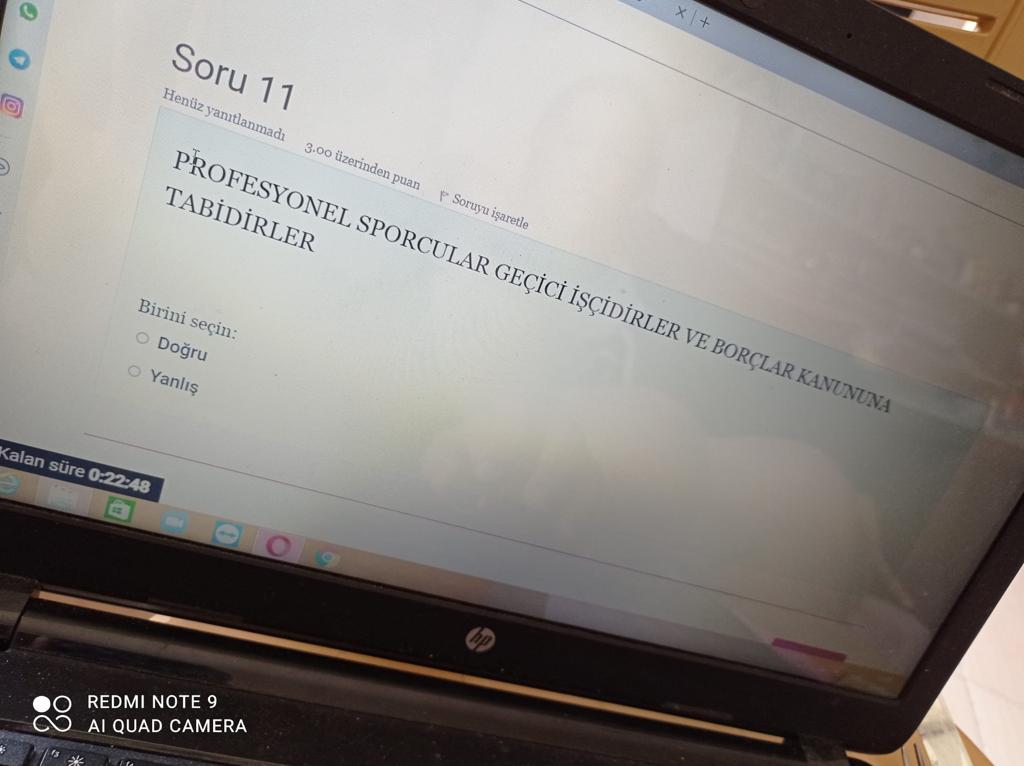 Soru 11
Henüz yanıtlanmadı
3,00 üzerinden puan
Soruyu işaretle
PROFESYONEL SPORCULAR GEÇİCİ İŞÇİDİRLER VE BORÇLAR KANUNUNA
TABİDİRLER
Birini seçin:
Doğru
Yanlış
Kalan süre 0:22:48
hp
REDMI NOTE 9
AI QUAD CAMERA